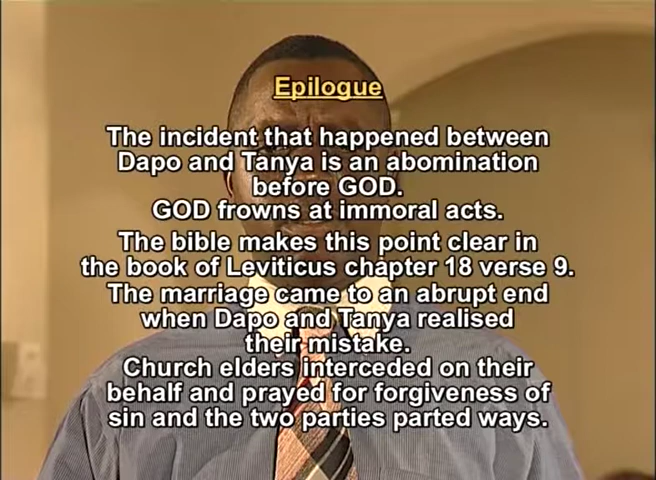 Epilogue
The incident that happened between
Dapo and Tanya is an abomination
before GOD.
GOD frowns at immoral acts.
The bible makes this point clear in
the book of Leviticus chapter 18 verse 9.
The marriage came to an abrupt end
when Dapo and Tanya realised
their mistake.
Church elders interceded on their
behalf and prayed for forgiveness of
sin and the two parties parted ways.